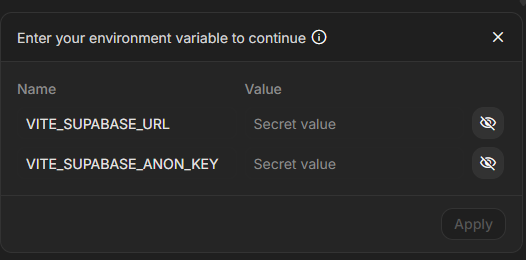 Enter your environment variable to continue
Name Value
VITE_SUPABASE_URL Secret value
VITE_SUPABASE_ANON_KEY Secret value
Apply